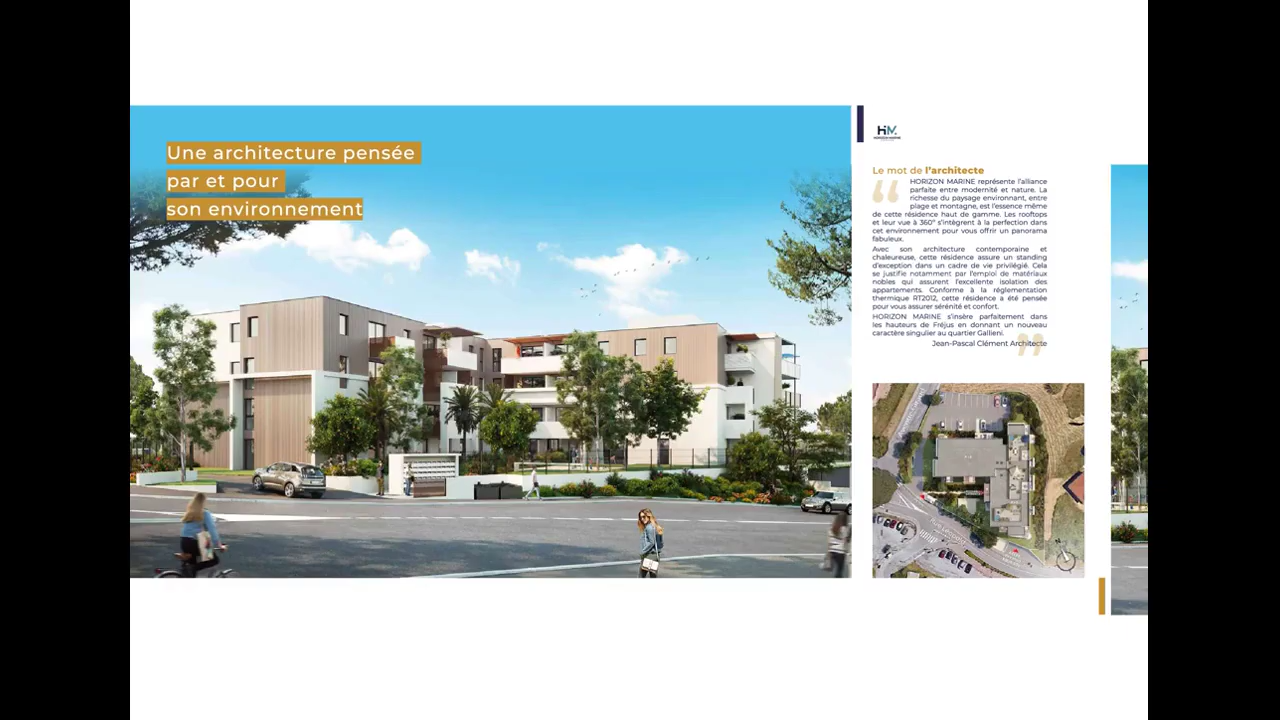 Une architecture pensée
par et pour
son environnement
HM
HORIZON MARINE
Le mot de l'architecte
HORIZON MARINE représente l'alliance
parfaite entre modernité et nature. La
richesse du paysage environnant, entre
plage et montagne, est l'essence même
de cette résidence haut de gamme. Les rooftops
et leur vue à 360° s'intègrent à la perfection dans
cet environnement pour vous offrir un panorama
fabuleux.
Avec son architecture contemporaine et
chaleureuse, cette résidence assure un standing
d'exception dans un cadre de vie privilégié. Cela
se justifie notamment par l'emploi de matériaux
nobles qui assurent l'excellente isolation des
appartements. Conforme à la réglementation
thermique RT2012, cette résidence a été pensée
pour vous assurer sérénité et confort.
HORIZON MARINE s'insère parfaitement dans
les hauteurs de Fréjus en donnant un nouveau
caractère singulier au quartier Gallieni.
Jean-Pascal Clément Architecte